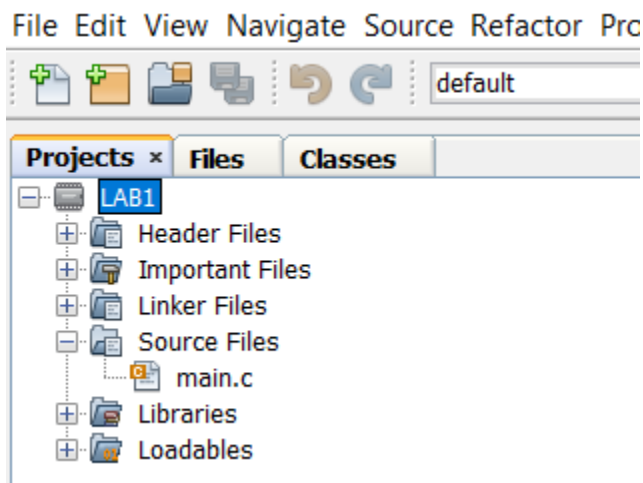 File Edit View Navigate Source Refactor
default
Projects × Files Classes
LAB1
Header Files
Important Files
Linker Files
Source Files
main.c
Libraries
Loadables